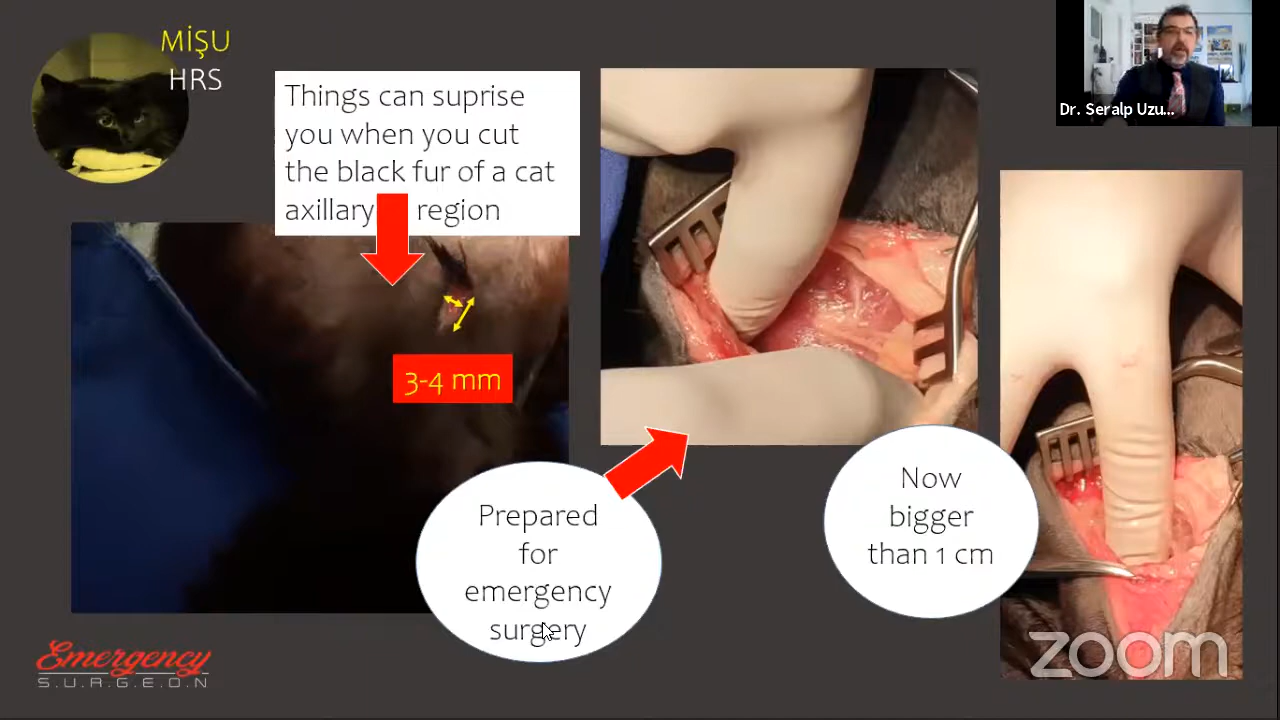 MİŞU
HRS
Things can suprise
you when you cut
the black fur of a cat
axillary region
Dr. Seralp Uzu...
3-4 mm
Prepared
for
emergency
surgery
Now
bigger
than 1 cm
Emergency
S.U.R.G.E.O.N
zoom